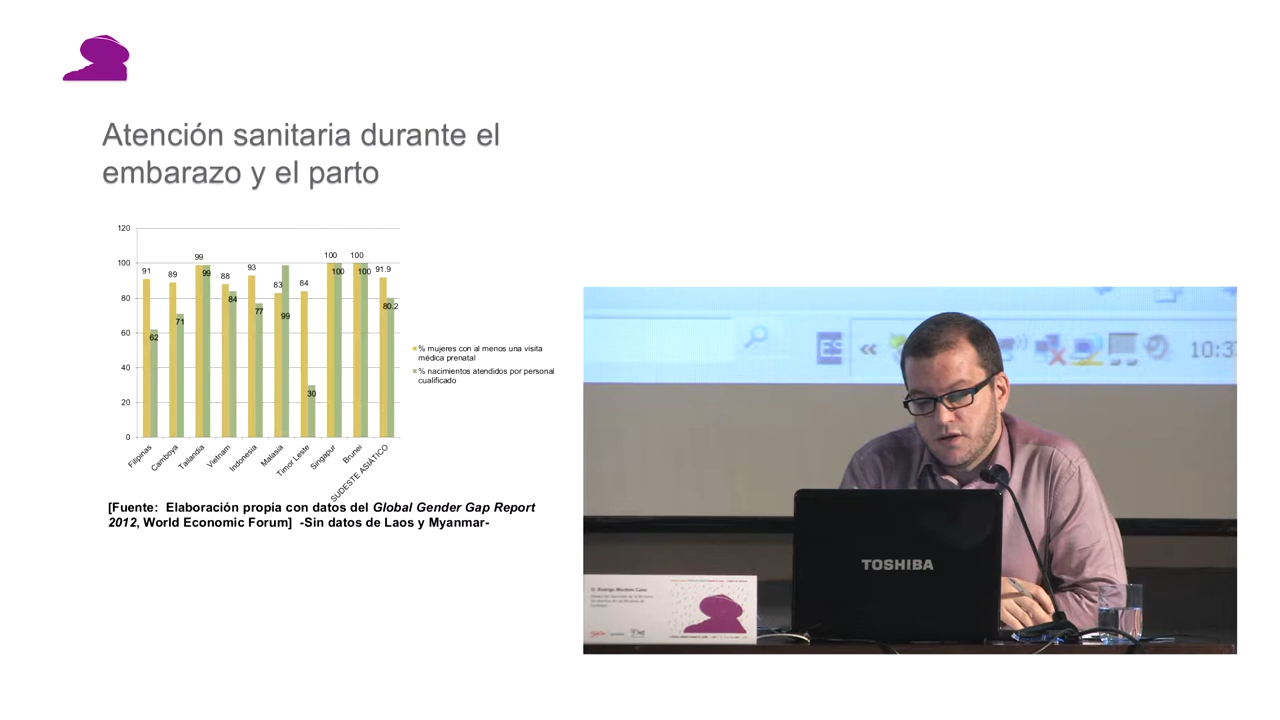 Atención sanitaria durante el
embarazo y el parto
120
100
80
60
40
20
0
91
62
89
71
99
99
88
84
93
77
83
99
84
30
100
100
100
100
91.9
80.2
Filipinas
Camboya
Tailandia
Vietnam
Indonesia
Malasia
Timor Leste
Singapur
Brunei
SUDESTE ASIÁTICO
% mujeres con al menos una visita
médica prenatal
% nacimientos atendidos por personal
cualificado
[Fuente: Elaboración propia con datos del Global Gender Gap Report
2012, World Economic Forum] -Sin datos de Laos y Myanmar-
ES
«
10:3
TOSHIBA